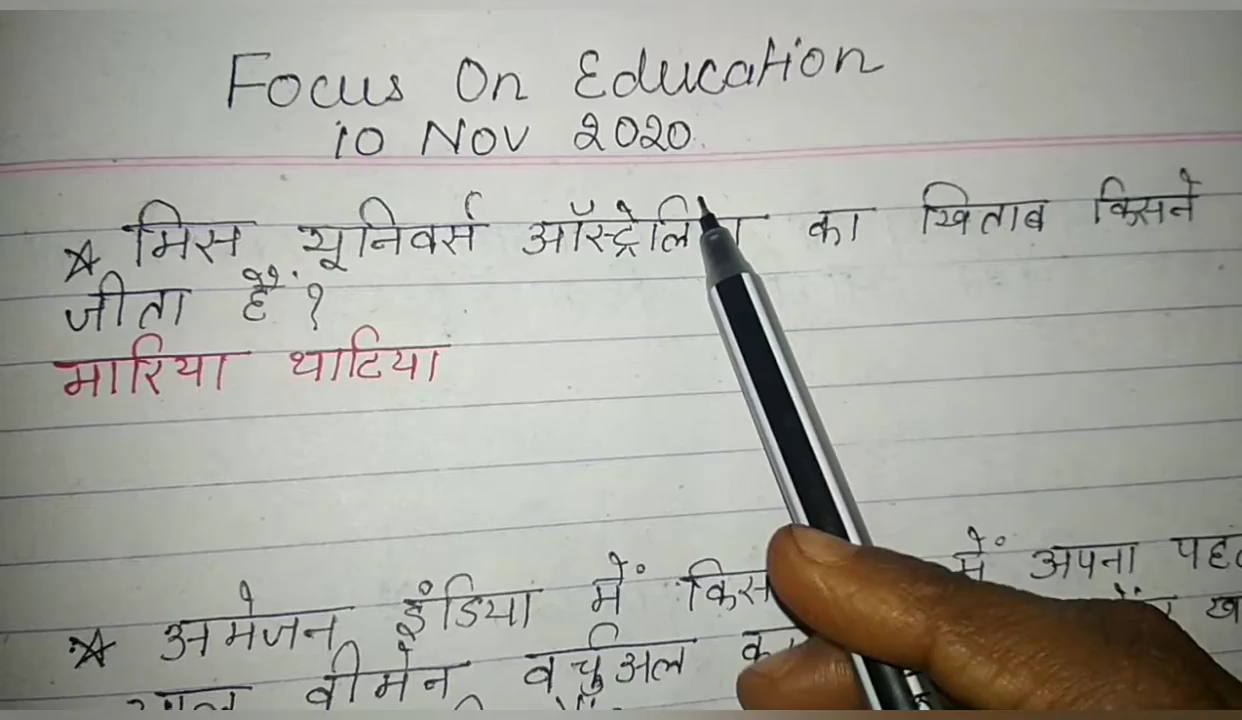 Focus On Education
10 Nov 2020.
☆ मिस यूनिवर्स ऑस्ट्रेलिया का खिताब किसने
जीता है ?
मारिया थाटिया
☆ अमेजन इंडिया में में अपना
वीमेन वर्चुअल